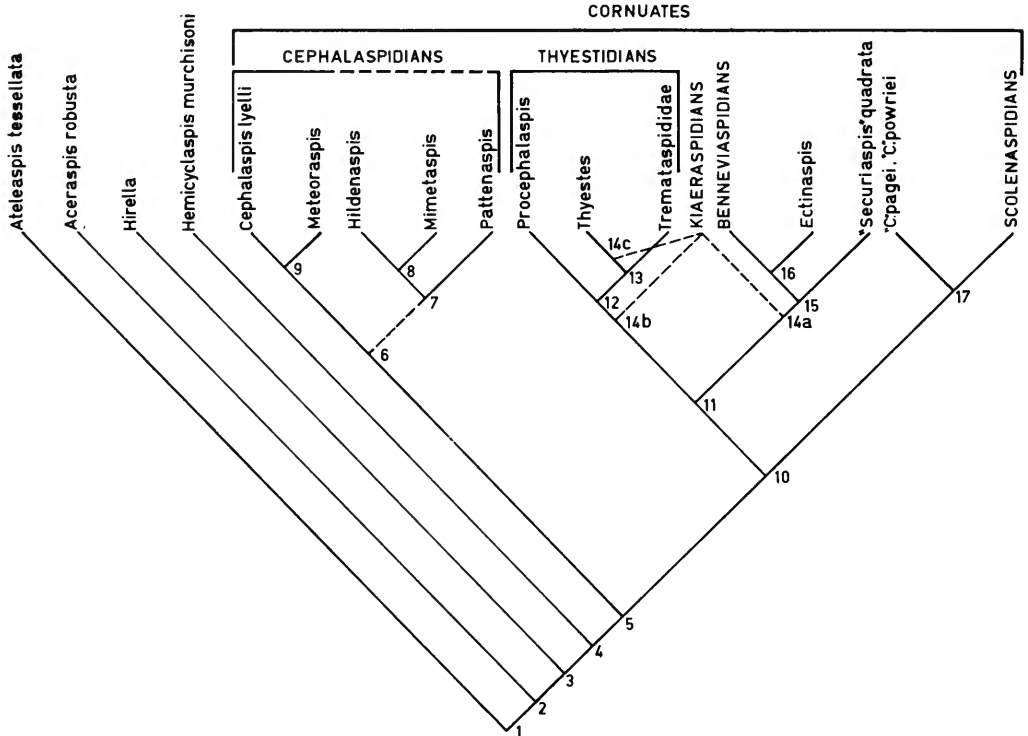 CORNUATES
CEPHALASPIDIANS
THYESTIDIANS
Ateleaspis tessellata
Aceraspis robusta
Hirella
Hemicyclaspis murchisoni
Cephalaspis lyelli
Meteoraspis
Hildenaspis
Mimetaspis
Pattenaspis
Procephalaspis
Thyestes
Tremataspididae
KIAERASPIDIANS
BENNEVIASPIDIANS
Ectinaspis
"Securiaspis" quadrata
"C." pagei, "C." powriei
SCOLENASPIDIANS
14c
9
8
13
16
7
12
15
17
14b
14a
6
11
10
5
4
3
2
1